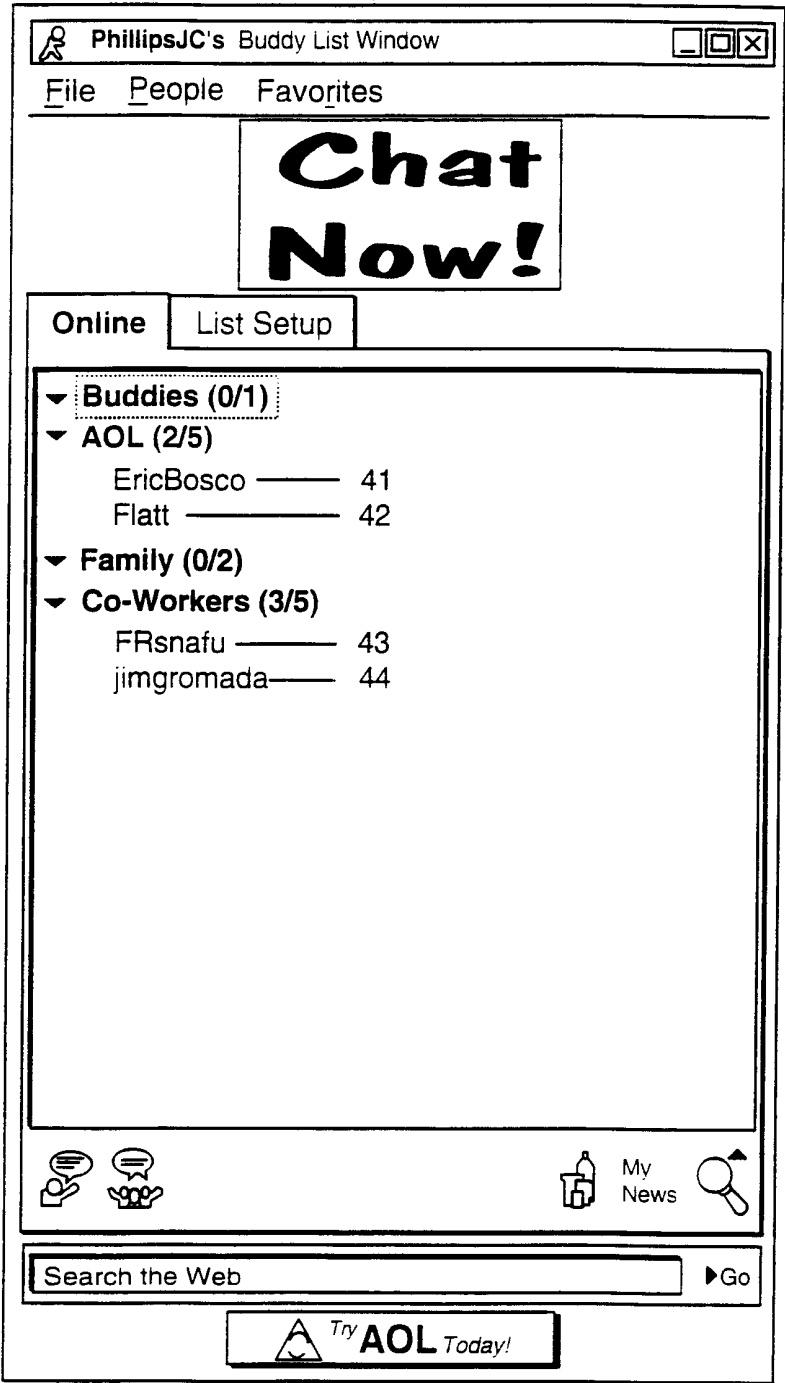 PhillipsJC's Buddy List Window
File People Favorites
Chat
Now!
Online List Setup
Buddies (0/1)
AOL (2/5)
EricBosco 41
Flatt 42
Family (0/2)
Co-Workers (3/5)
FRsnafu 43
jimgromada 44
My
News
Search the Web Go
Try AOL Today!